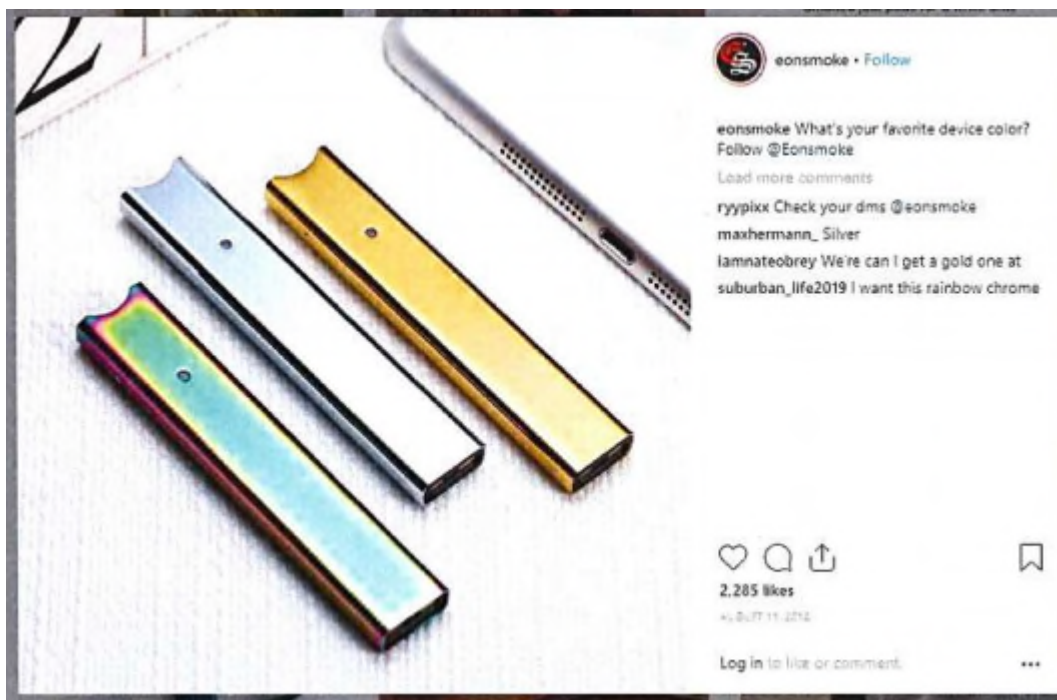 eonsmoke • Follow
eonsmoke What's your favorite device color?
Follow @Eonsmoke
Load more comments
ryypixx Check your dms @eonsmoke
maxhermann_ Silver
iamnateobrey We're can I get a gold one at
suburban_life2019 I want this rainbow chrome
2,285 likes
Log in to like or comment.